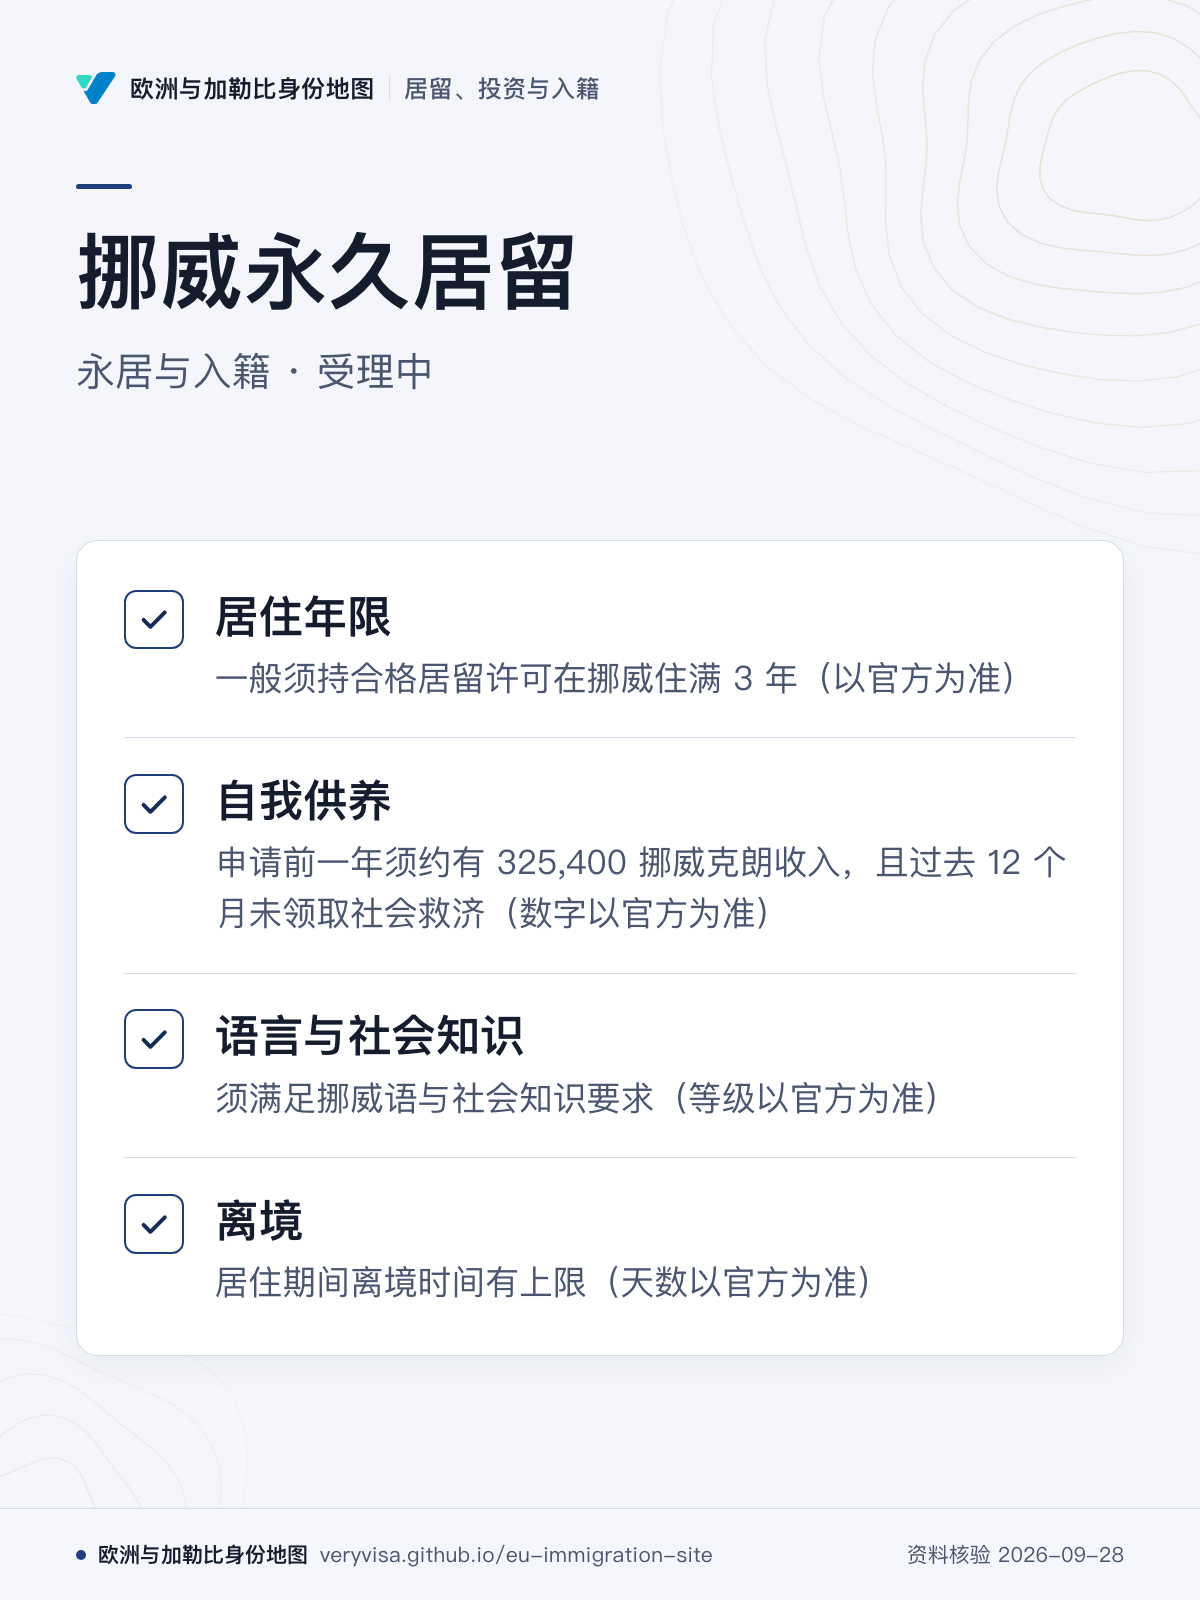 欧洲与加勒比身份地图 居留、投资与入籍
挪威永久居留
永居与入籍 · 受理中
居住年限
一般须持合格居留许可在挪威住满 3 年（以官方为准）
自我供养
申请前一年须约有 325,400 挪威克朗收入，且过去 12 个
月未领取社会救济（数字以官方为准）
语言与社会知识
须满足挪威语与社会知识要求（等级以官方为准）
离境
居住期间离境时间有上限（天数以官方为准）
欧洲与加勒比身份地图 veryvisa.github.io/eu-immigration-site 资料核验 2026-09-28